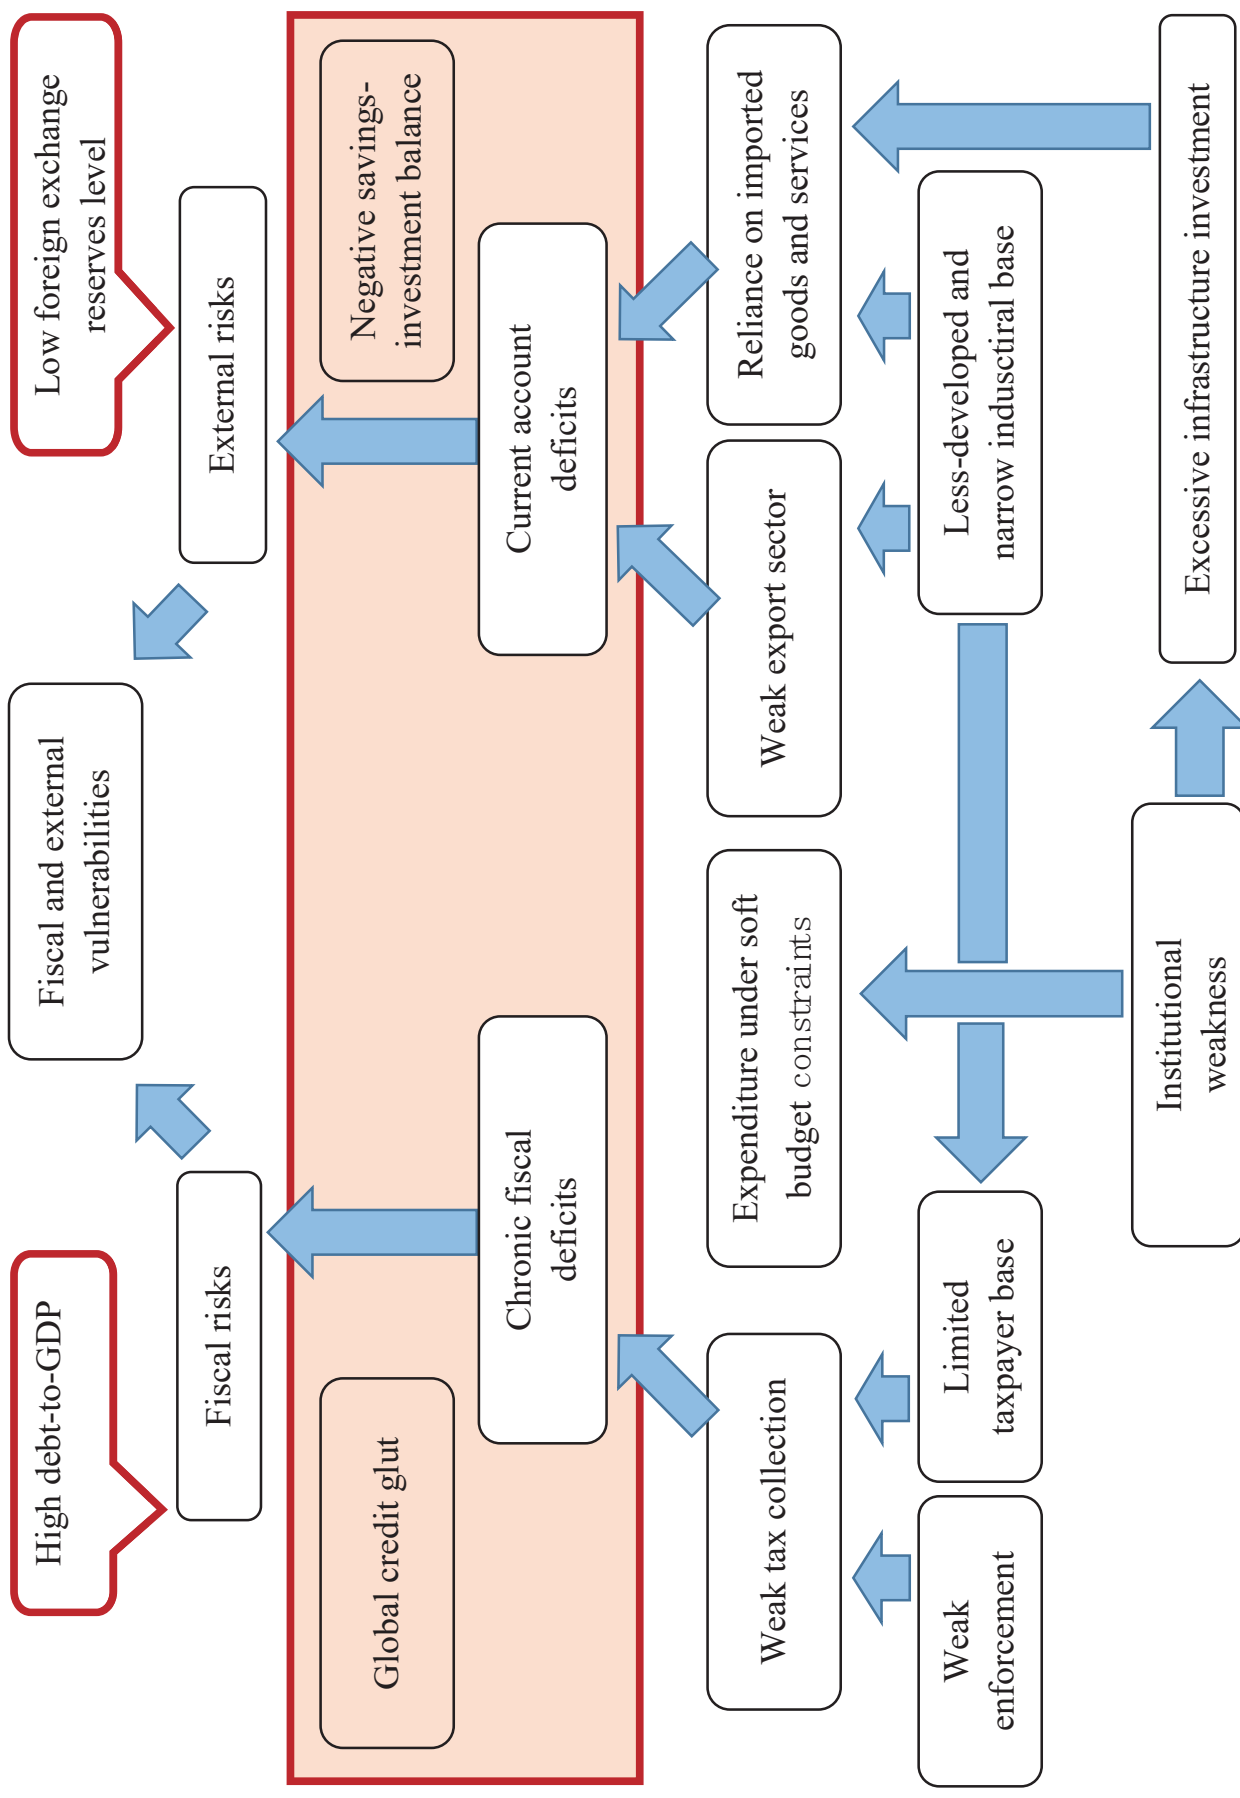 High debt-to-GDP
Fiscal and external
vulnerabilities
Low foreign exchange
reserves level
Fiscal risks
External risks
Global credit glut
Negative savings-
investment balance
Chronic fiscal
deficits
Current account
deficits
Weak tax collection
Expenditure under soft
budget constraints
Weak export sector
Reliance on imported
goods and services
Weak
enforcement
Limited
taxpayer base
Less-developed and
narrow indusctiral base
Institutional
weakness
Excessive infrastructure investment